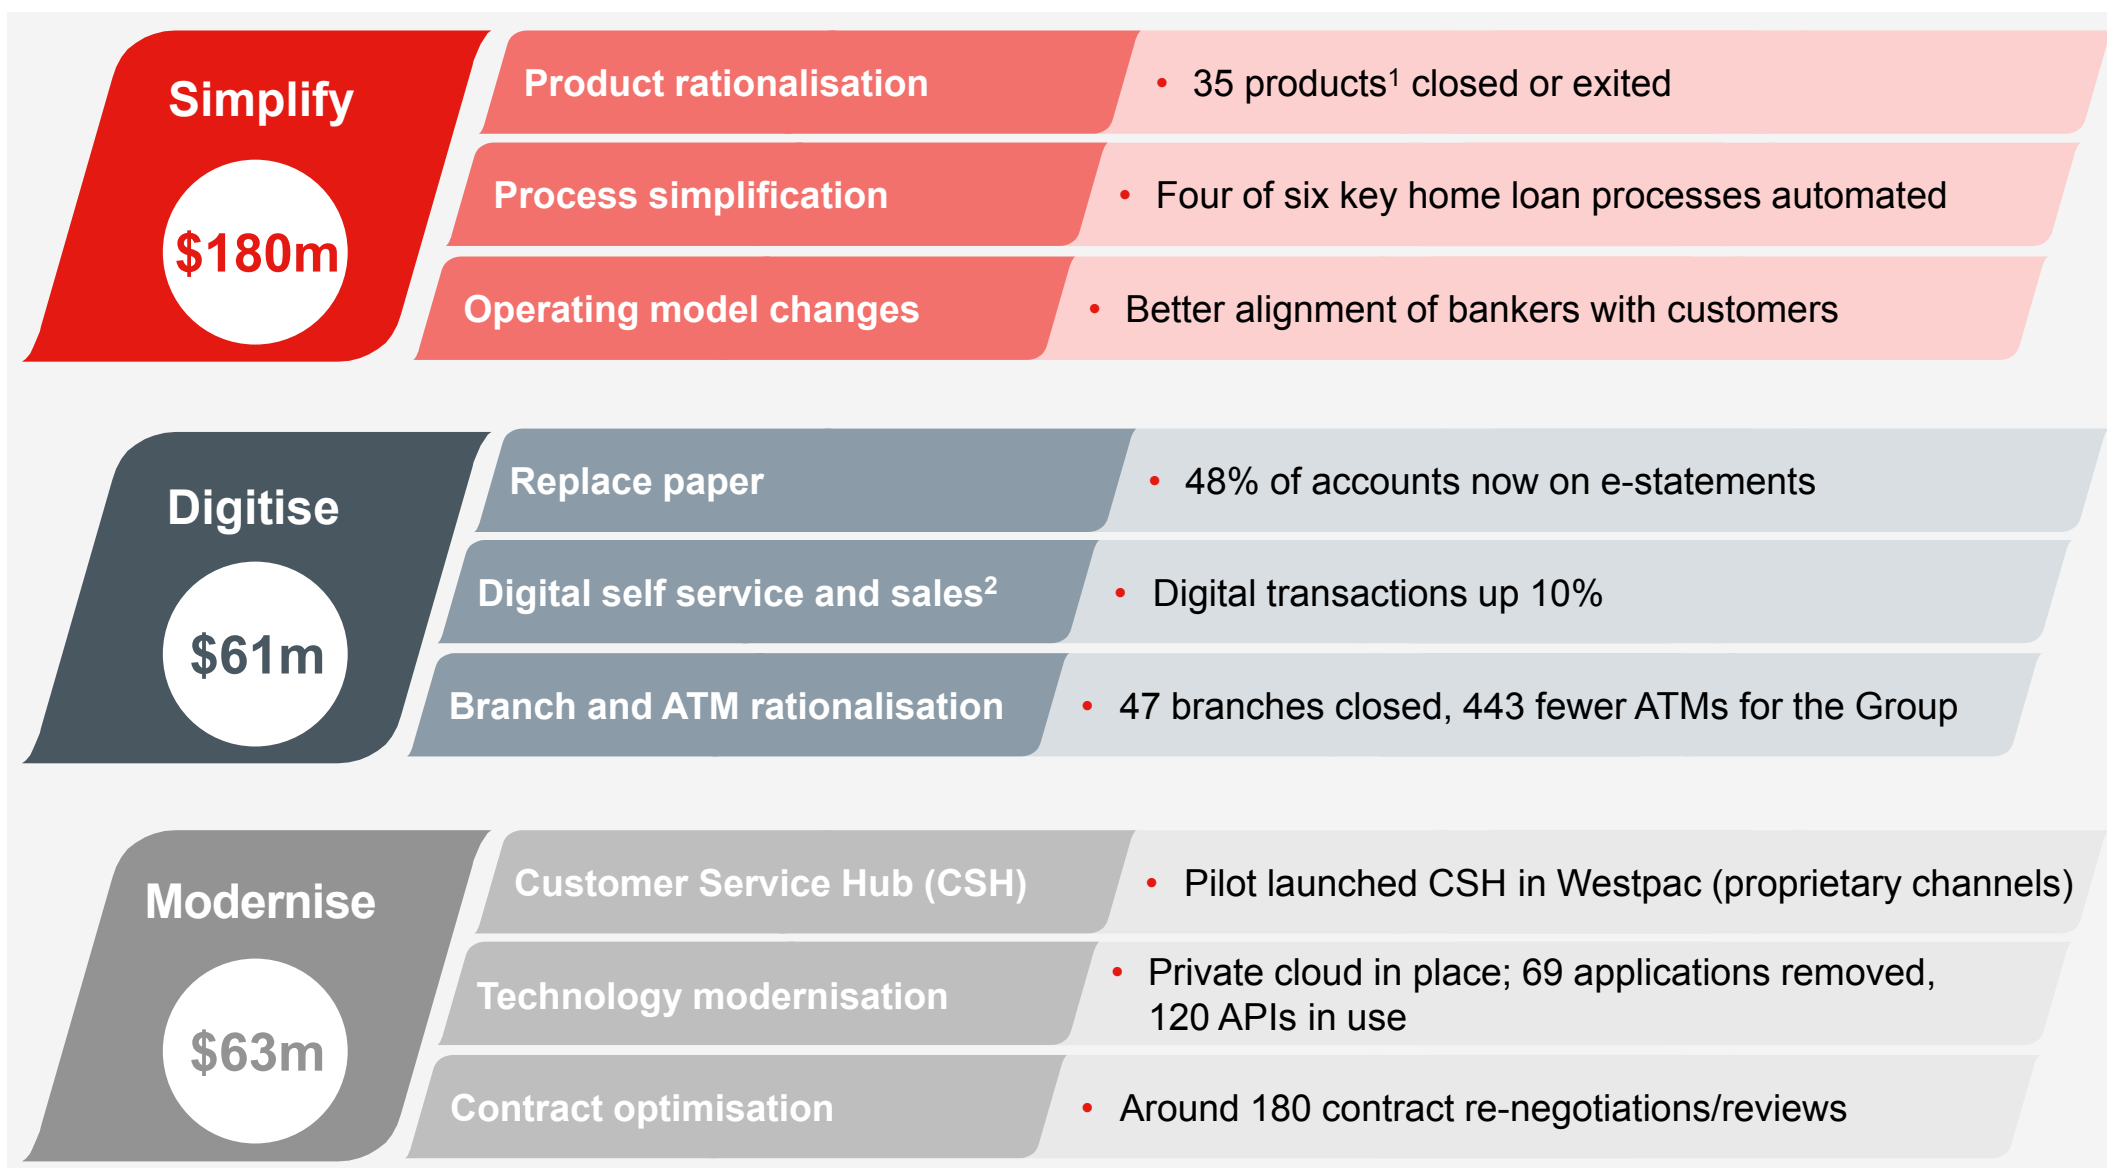 Simplify
$180m
Product rationalisation
• 35 products¹ closed or exited
Process simplification
• Four of six key home loan processes automated
Operating model changes
• Better alignment of bankers with customers
Digitise
$61m
Replace paper
• 48% of accounts now on e-statements
Digital self service and sales²
• Digital transactions up 10%
Branch and ATM rationalisation
• 47 branches closed, 443 fewer ATMs for the Group
Modernise
$63m
Customer Service Hub (CSH)
• Pilot launched CSH in Westpac (proprietary channels)
Technology modernisation
• Private cloud in place; 69 applications removed,
120 APIs in use
Contract optimisation
• Around 180 contract re-negotiations/reviews